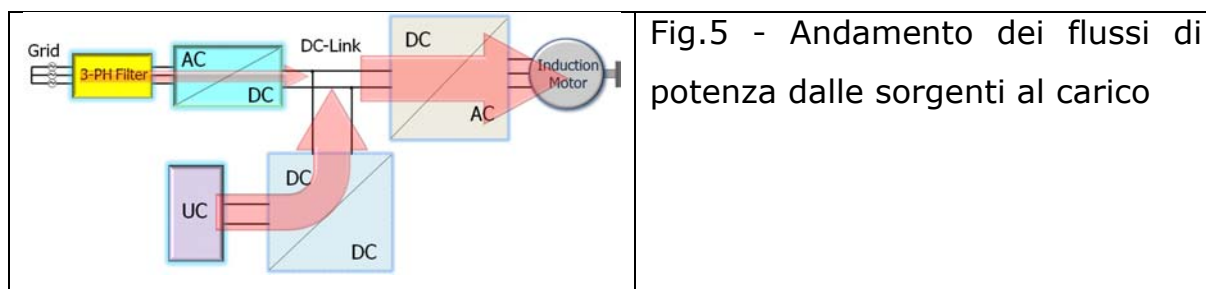 Grid
3-PH Filter
AC
DC
DC-Link
DC
AC
Induction
Motor
UC
DC
DC
Fig.5 - Andamento dei flussi di
potenza dalle sorgenti al carico